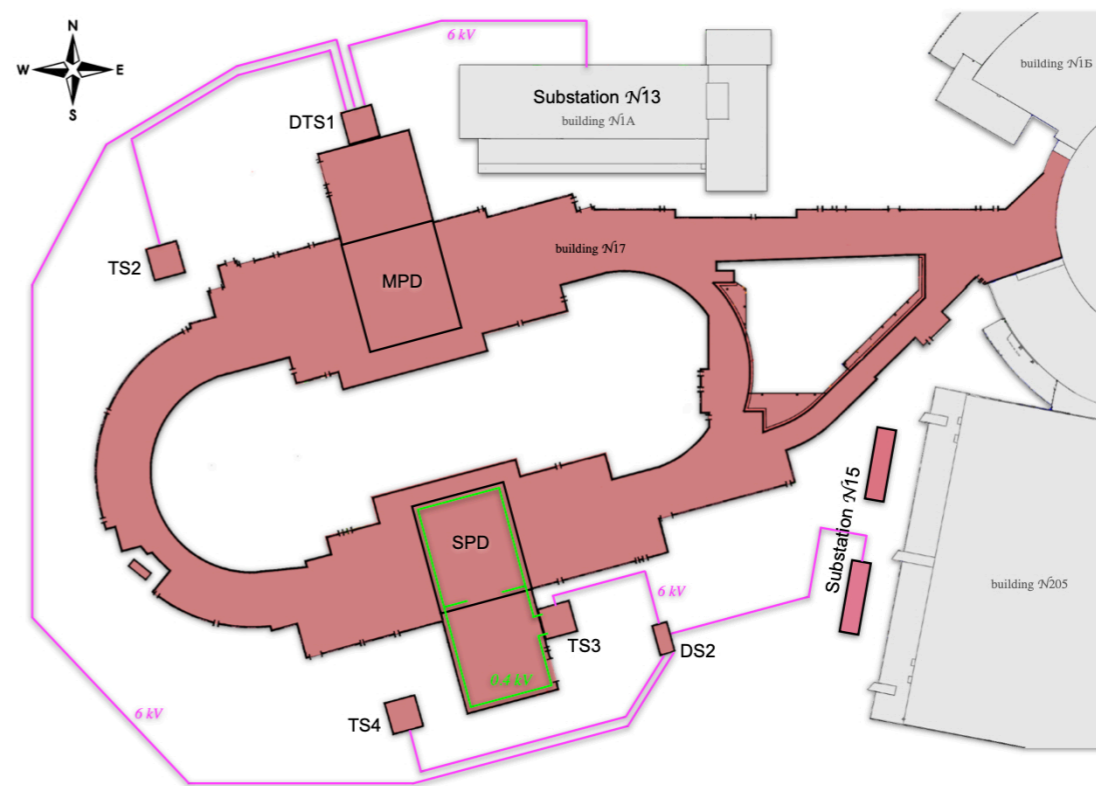 N
W E
S
6 kV
Substation №13
building №1А
building №1Б
DTS1
TS2
building №17
MPD
SPD
Substation №15
6 kV
TS3
DS2
building №205
0.4 kV
TS4
6 kV